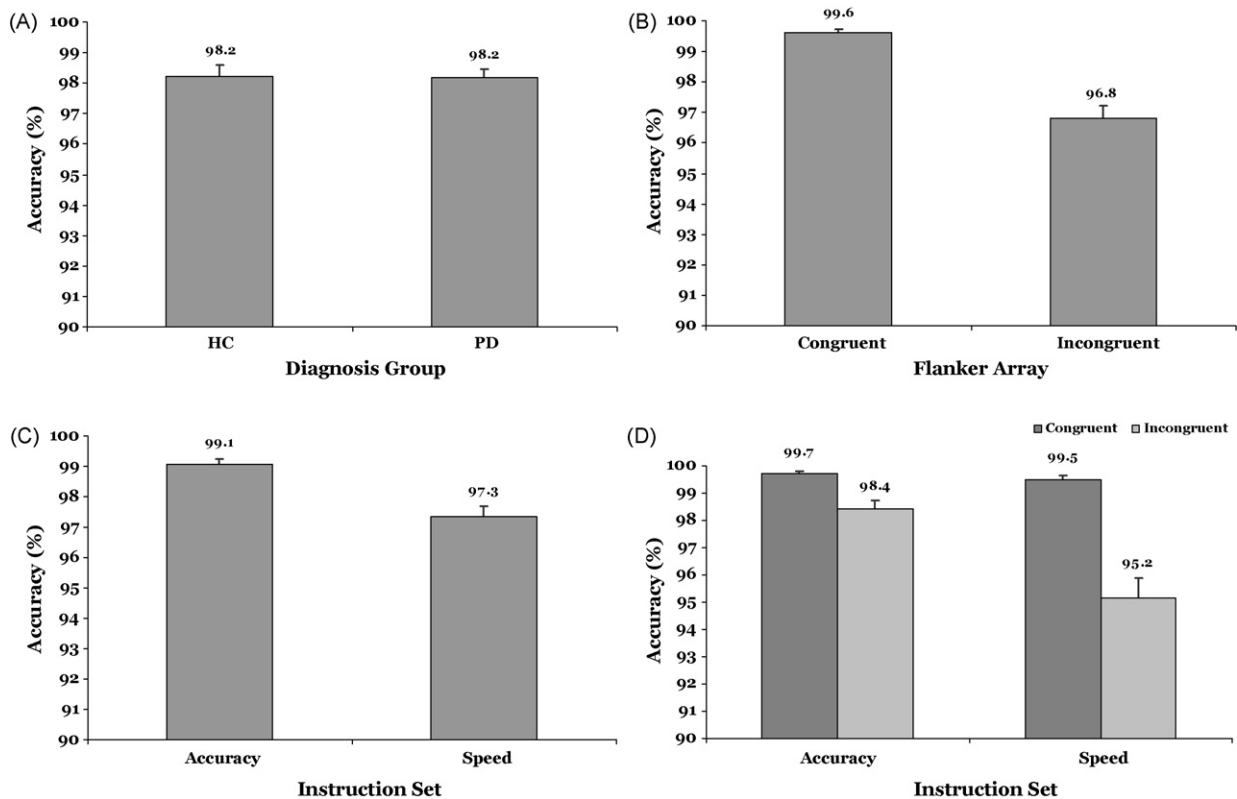 (A)
100
99
98
97
96
95
94
93
92
91
90
Accuracy (%)
98.2
98.2
HC
PD
Diagnosis Group
(B)
100
99
98
97
96
95
94
93
92
91
90
Accuracy (%)
99.6
96.8
Congruent
Incongruent
Flanker Array
(C)
100
99
98
97
96
95
94
93
92
91
90
Accuracy (%)
99.1
97.3
Accuracy
Speed
Instruction Set
(D)
Congruent
Incongruent
100
99
98
97
96
95
94
93
92
91
90
Accuracy (%)
99.7
98.4
99.5
95.2
Accuracy
Speed
Instruction Set